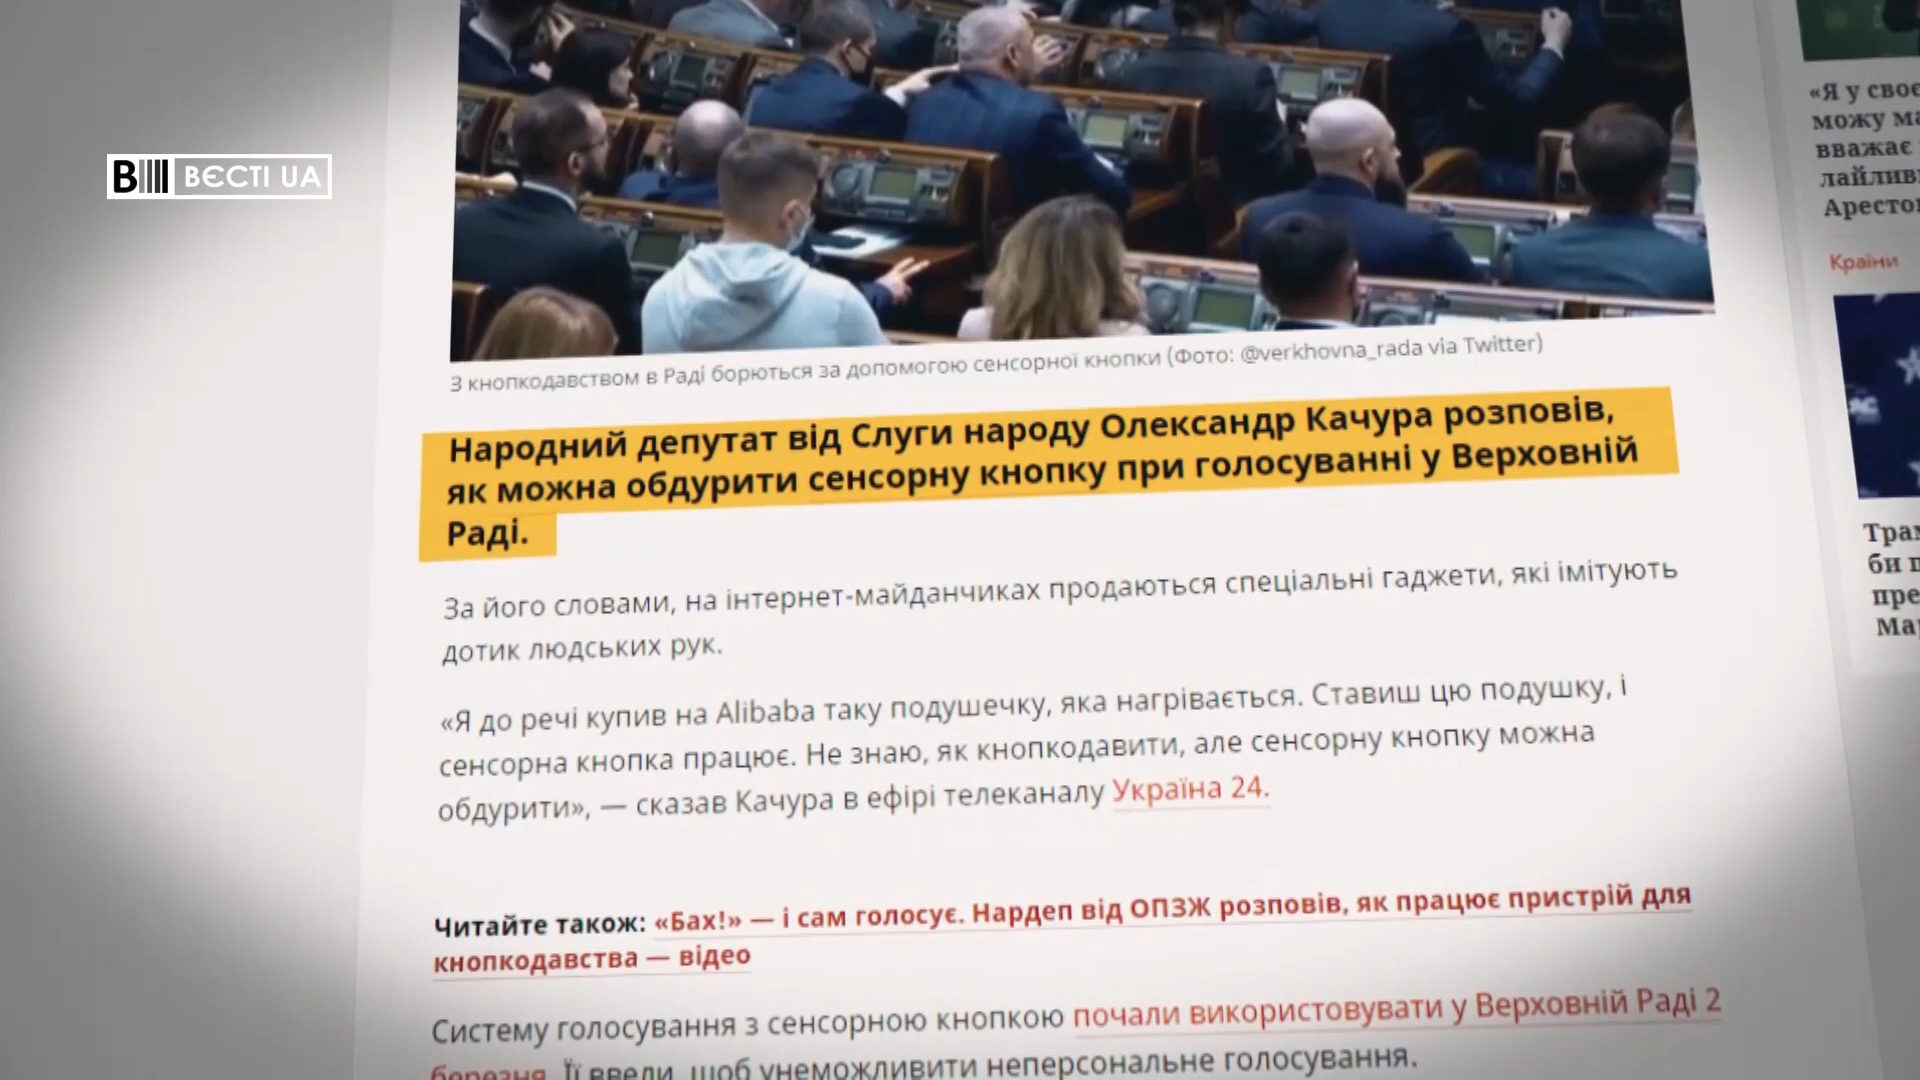 В
ВЄСТІ UA
З кнопкодавством в Раді борються за допомогою сенсорної кнопки (Фото: @verkhovna_rada via Twitter)
Народний депутат від Слуги народу Олександр Качура розповів,
як можна обдурити сенсорну кнопку при голосуванні у Верховній
Раді.
За його словами, на інтернет-майданчиках продаються спеціальні гаджети, які імітують
дотик людських рук.
«Я до речі купив на Alibaba таку подушечку, яка нагрівається. Ставиш цю подушку, і
сенсорна кнопка працює. Не знаю, як кнопкодавити, але сенсорну кнопку можна
обдурити», — сказав Качура в ефірі телеканалу Україна 24.
Читайте також: «Бах!» — і сам голосує. Нардеп від ОПЗЖ розповів, як працює пристрій для
кнопкодавства — відео
Систему голосування з сенсорною кнопкою почали використовувати у Верховній Раді 2
березня. Її ввели, щоб унеможливити неперсональне голосування.
«Я у своє
можу ма
вважає
лайлив
Аресто
Країни
Тра
би п
пре
Мар